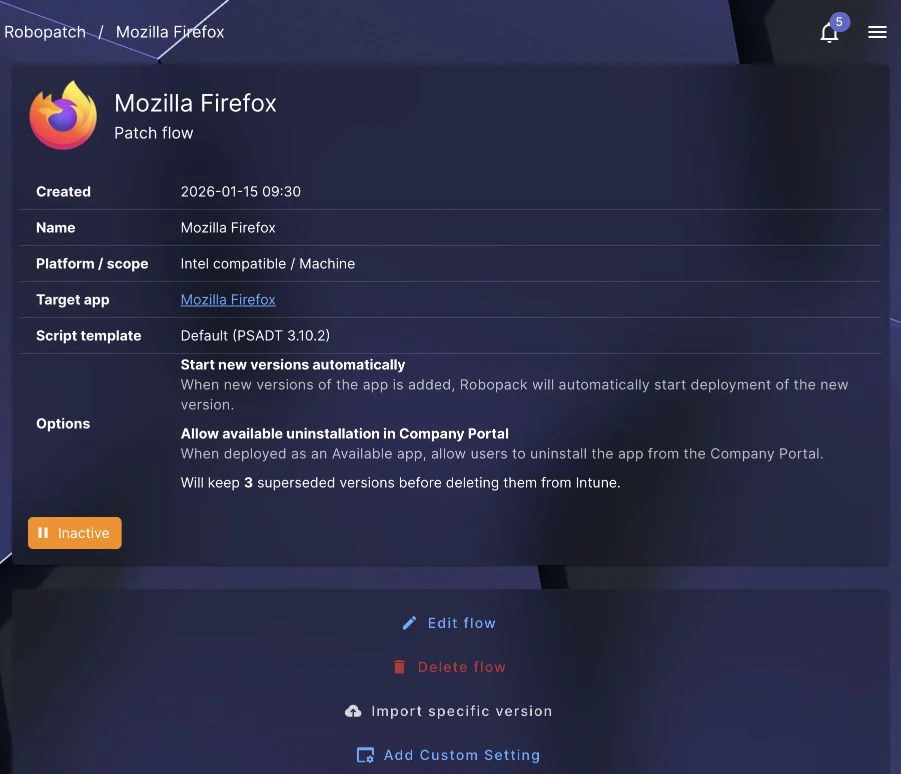 Robopatch / Mozilla Firefox
5
Mozilla Firefox
Patch flow
Created 2026-01-15 09:30
Name Mozilla Firefox
Platform / scope Intel compatible / Machine
Target app Mozilla Firefox
Script template Default (PSADT 3.10.2)
Options
Start new versions automatically
When new versions of the app is added, Robopack will automatically start deployment of the new
version.
Allow available uninstallation in Company Portal
When deployed as an Available app, allow users to uninstall the app from the Company Portal.
Will keep 3 superseded versions before deleting them from Intune.
Inactive
Edit flow
Delete flow
Import specific version
Add Custom Setting